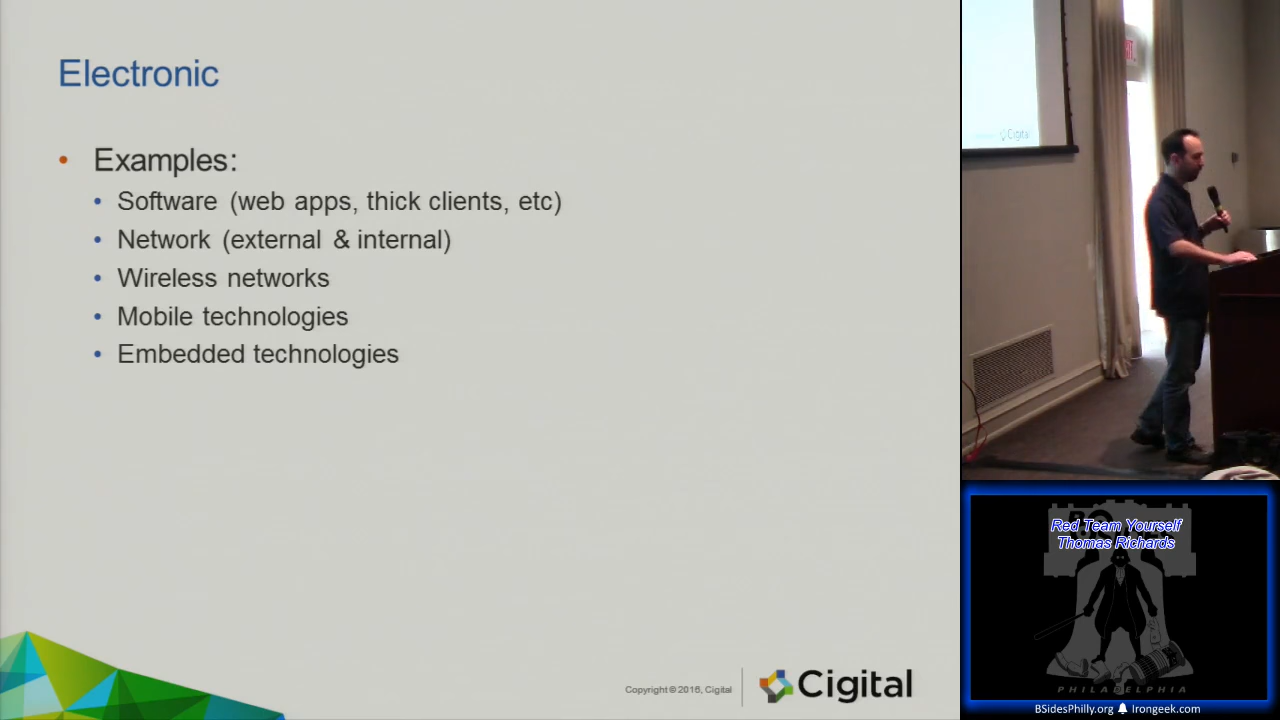 Electronic
• Examples:
• Software (web apps, thick clients, etc)
• Network (external & internal)
• Wireless networks
• Mobile technologies
• Embedded technologies
Copyright © 2016, Cigital
Cigital
Cigital
Red Team Yourself
Thomas Richards
PHILADELPHIA
BSidesPhilly.org Irongeek.com